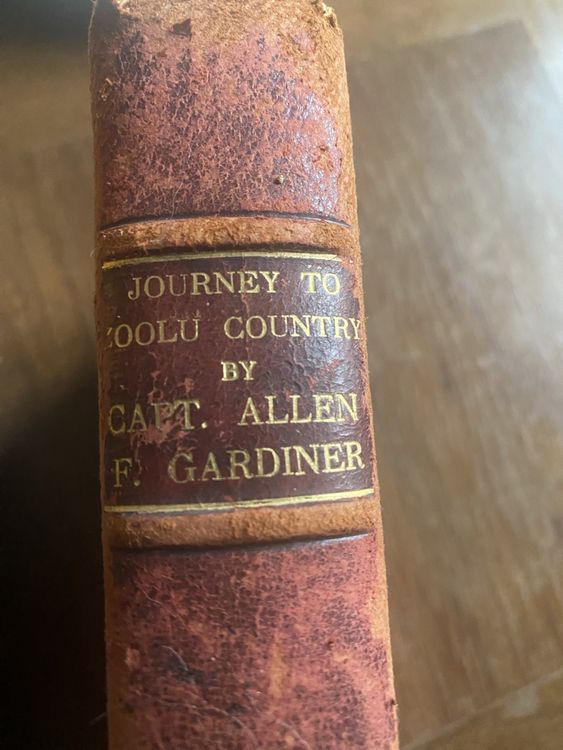 JOURNEY TO
ZOOLU COUNTRY
BY
CAPT. ALLEN
F. GARDINER